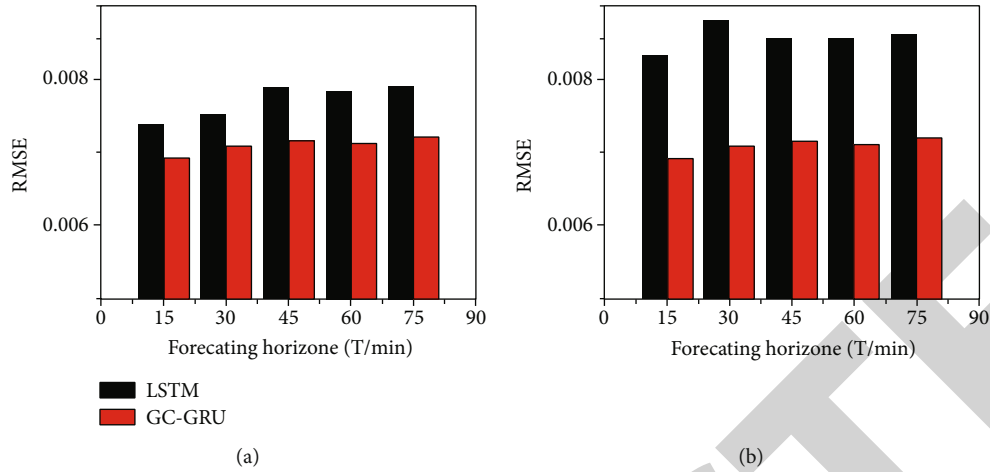 0.008
0.006
RMSE
0 15 30 45 60 75 90
Forecating horizone (T/min)
LSTM
GC-GRU
(a)
0.008
0.006
RMSE
0 15 30 45 60 75 90
Forecating horizone (T/min)
(b)